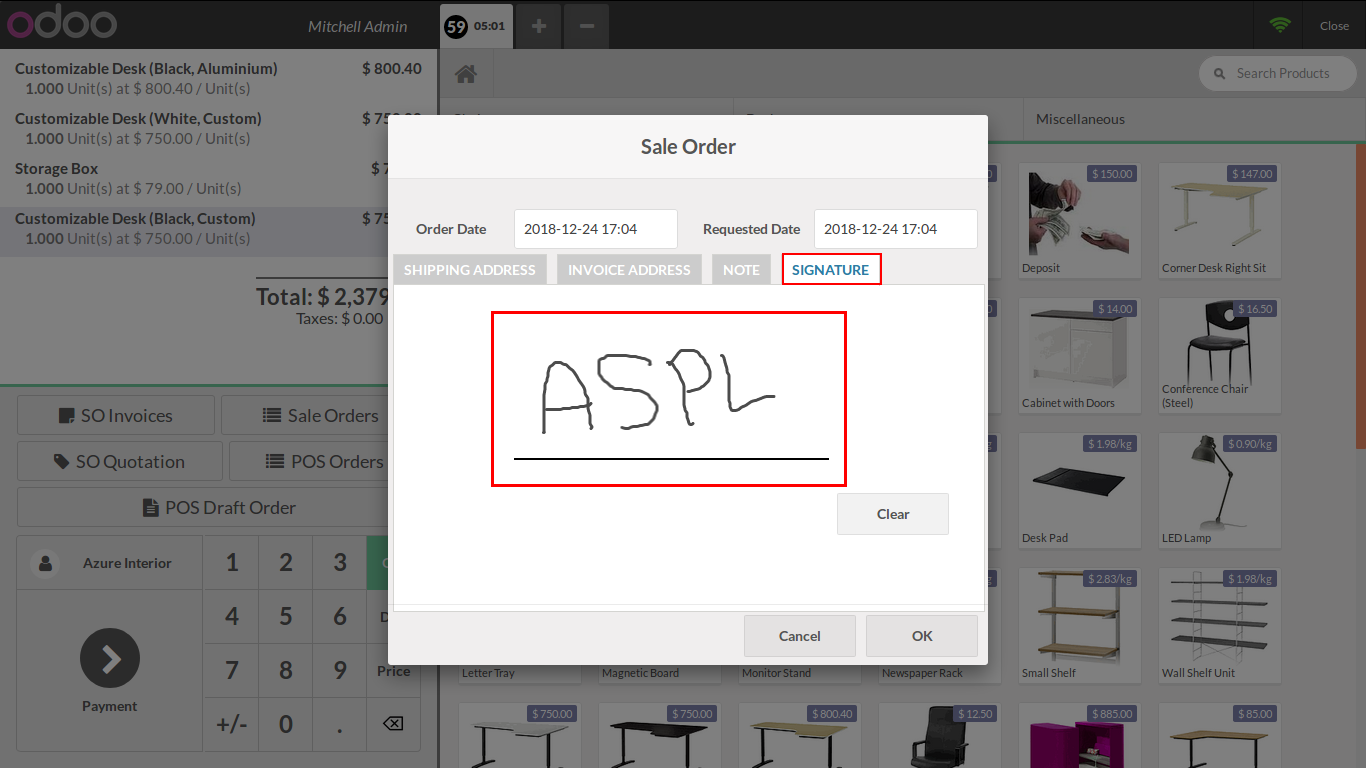 odoo
Mitchell Admin
59 05:01
Close
Customizable Desk (Black, Aluminium) $ 800.40
1.000 Unit(s) at $ 800.40 / Unit(s)
Customizable Desk (White, Custom)
1.000 Unit(s) at $ 750.00 / Unit(s)
Storage Box
1.000 Unit(s) at $ 79.00 / Unit(s)
Customizable Desk (Black, Custom)
1.000 Unit(s) at $ 750.00 / Unit(s)
Total: $ 2,379
Taxes: $ 0.00
SO Invoices
Sale Orders
SO Quotation
POS Orders
POS Draft Order
Azure Interior
Payment
1 2 3
4 5 6
7 8 9 Price
+/- 0 .
Search Products
Miscellaneous
Sale Order
Order Date 2018-12-24 17:04
Requested Date 2018-12-24 17:04
SHIPPING ADDRESS
INVOICE ADDRESS
NOTE
SIGNATURE
ASPL
Clear
Cancel
OK
$ 150.00
Deposit
$ 147.00
Corner Desk Right Sit
$ 14.00
Cabinet with Doors
$ 16.50
Conference Chair
(Steel)
$ 1.98/kg
Desk Pad
$ 0.90/kg
LED Lamp
$ 2.83/kg
Small Shelf
$ 1.98/kg
Wall Shelf Unit
Letter Tray
Magnetic Board
Monitor Stand
Newspaper Rack
$ 750.00
$ 750.00
$ 800.40
$ 12.50
$ 885.00
$ 85.00